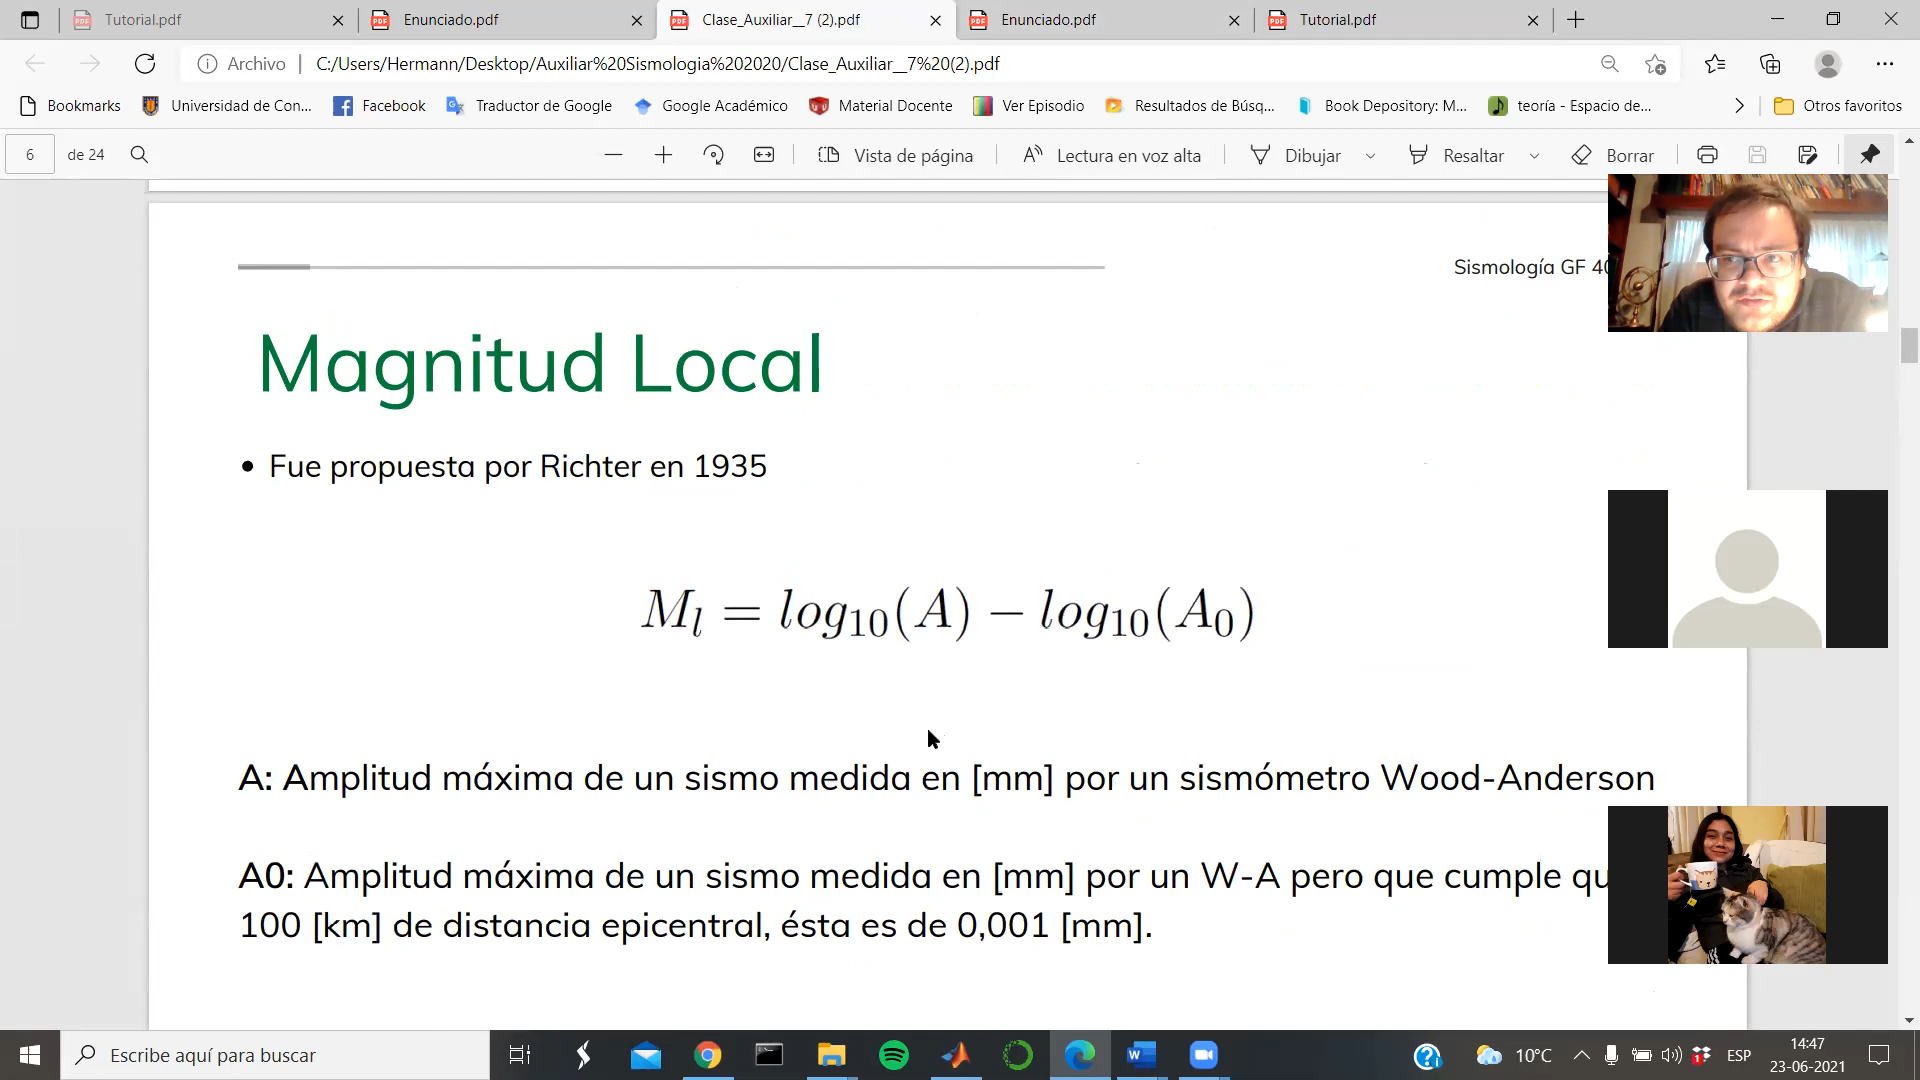 Tutorial.pdf
Enunciado.pdf
Clase_Auxiliar__7 (2).pdf
Enunciado.pdf
Tutorial.pdf
Archivo
C:/Users/Hermann/Desktop/Auxiliar%20Sismologia%202020/Clase_Auxiliar__7%20(2).pdf
Bookmarks
Universidad de Con...
Facebook
Traductor de Google
Google Académico
Material Docente
Ver Episodio
Resultados de Búsq...
Book Depository: M...
teoría - Espacio de...
Otros favoritos
6 de 24
Vista de página
Lectura en voz alta
Dibujar
Resaltar
Borrar
Sismología GF 40
Magnitud Local
• Fue propuesta por Richter en 1935
M_l = log_10(A) − log_10(A_0)
A: Amplitud máxima de un sismo medida en [mm] por un sismómetro Wood-Anderson
A0: Amplitud máxima de un sismo medida en [mm] por un W-A pero que cumple qu
100 [km] de distancia epicentral, ésta es de 0,001 [mm].
Escribe aquí para buscar
10°C
ESP
14:47
23-06-2021